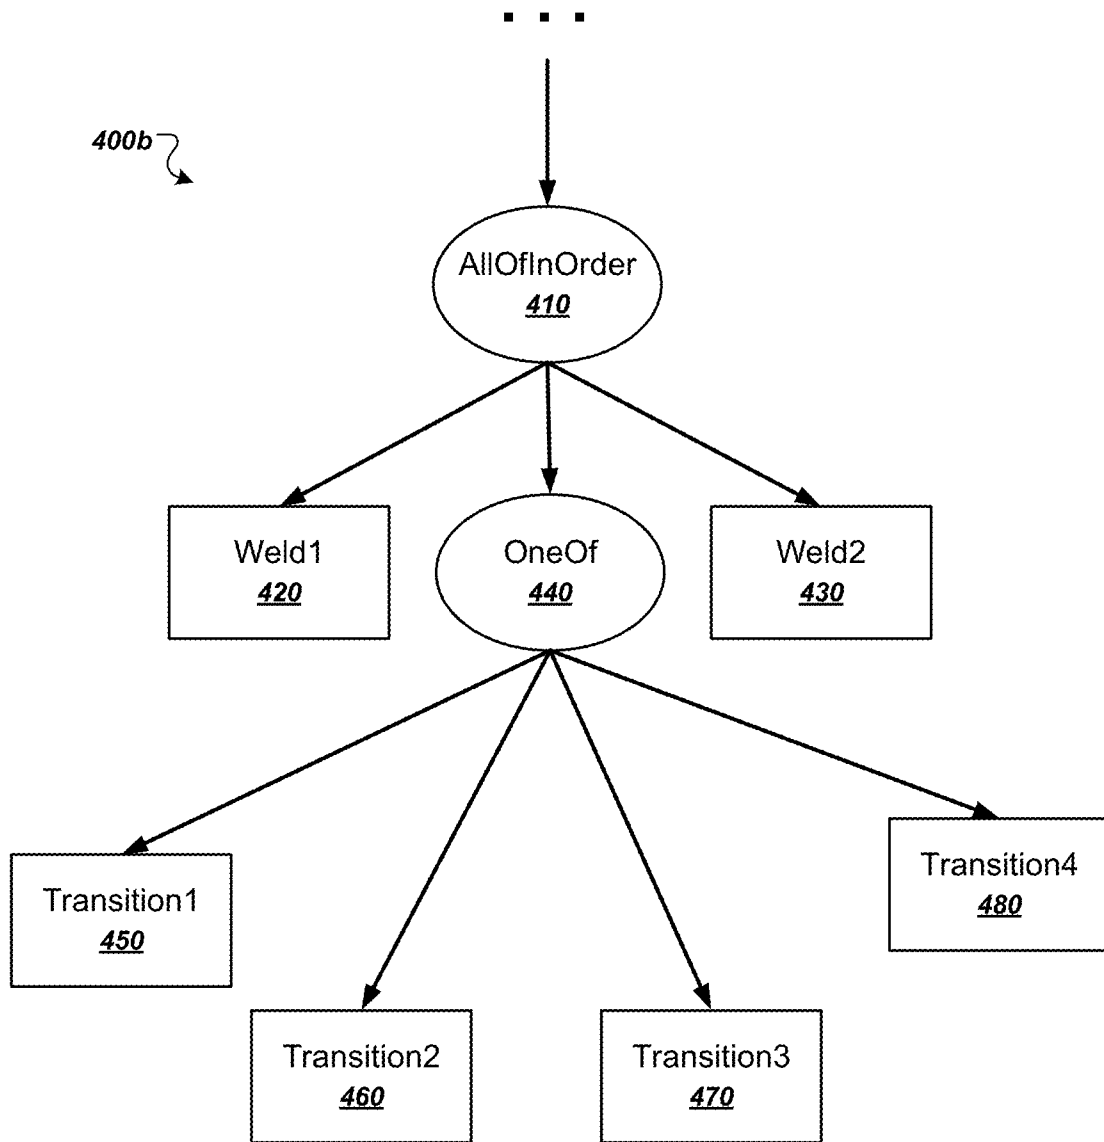 . . .
400b
AllOfInOrder
410
Weld1
420
OneOf
440
Weld2
430
Transition1
450
Transition4
480
Transition2
460
Transition3
470